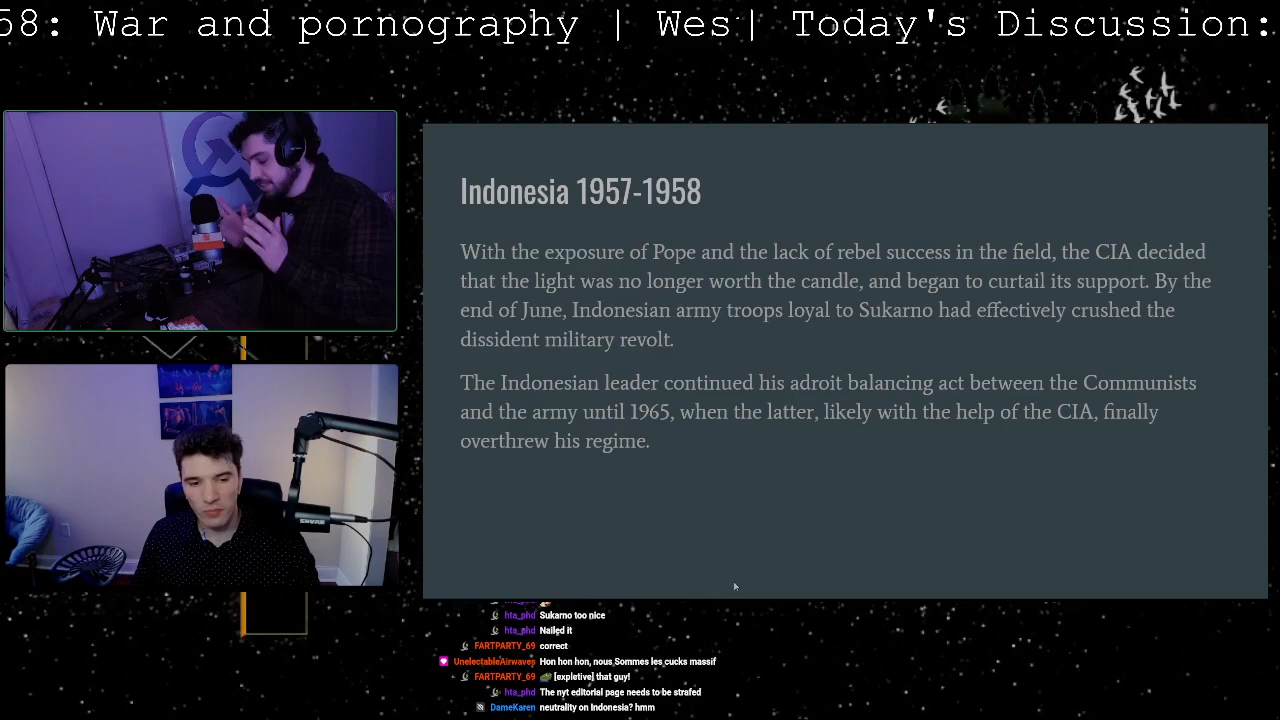 58: War and pornography | Wes | Today's Discussion:
Indonesia 1957-1958
With the exposure of Pope and the lack of rebel success in the field, the CIA decided
that the light was no longer worth the candle, and began to curtail its support. By the
end of June, Indonesian army troops loyal to Sukarno had effectively crushed the
dissident military revolt.
The Indonesian leader continued his adroit balancing act between the Communists
and the army until 1965, when the latter, likely with the help of the CIA, finally
overthrew his regime.
SHURE
hta_phd Sukarno too nice
hta_phd Nailed it
FARTPARTY_69 correct
UnelectableAirwaves Hon hon hon, nous Sommes les cucks massif
FARTPARTY_69 [expletive] that guy!
hta_phd The nyt editorial page needs to be strafed
DameKaren neutrality on Indonesia? hmm